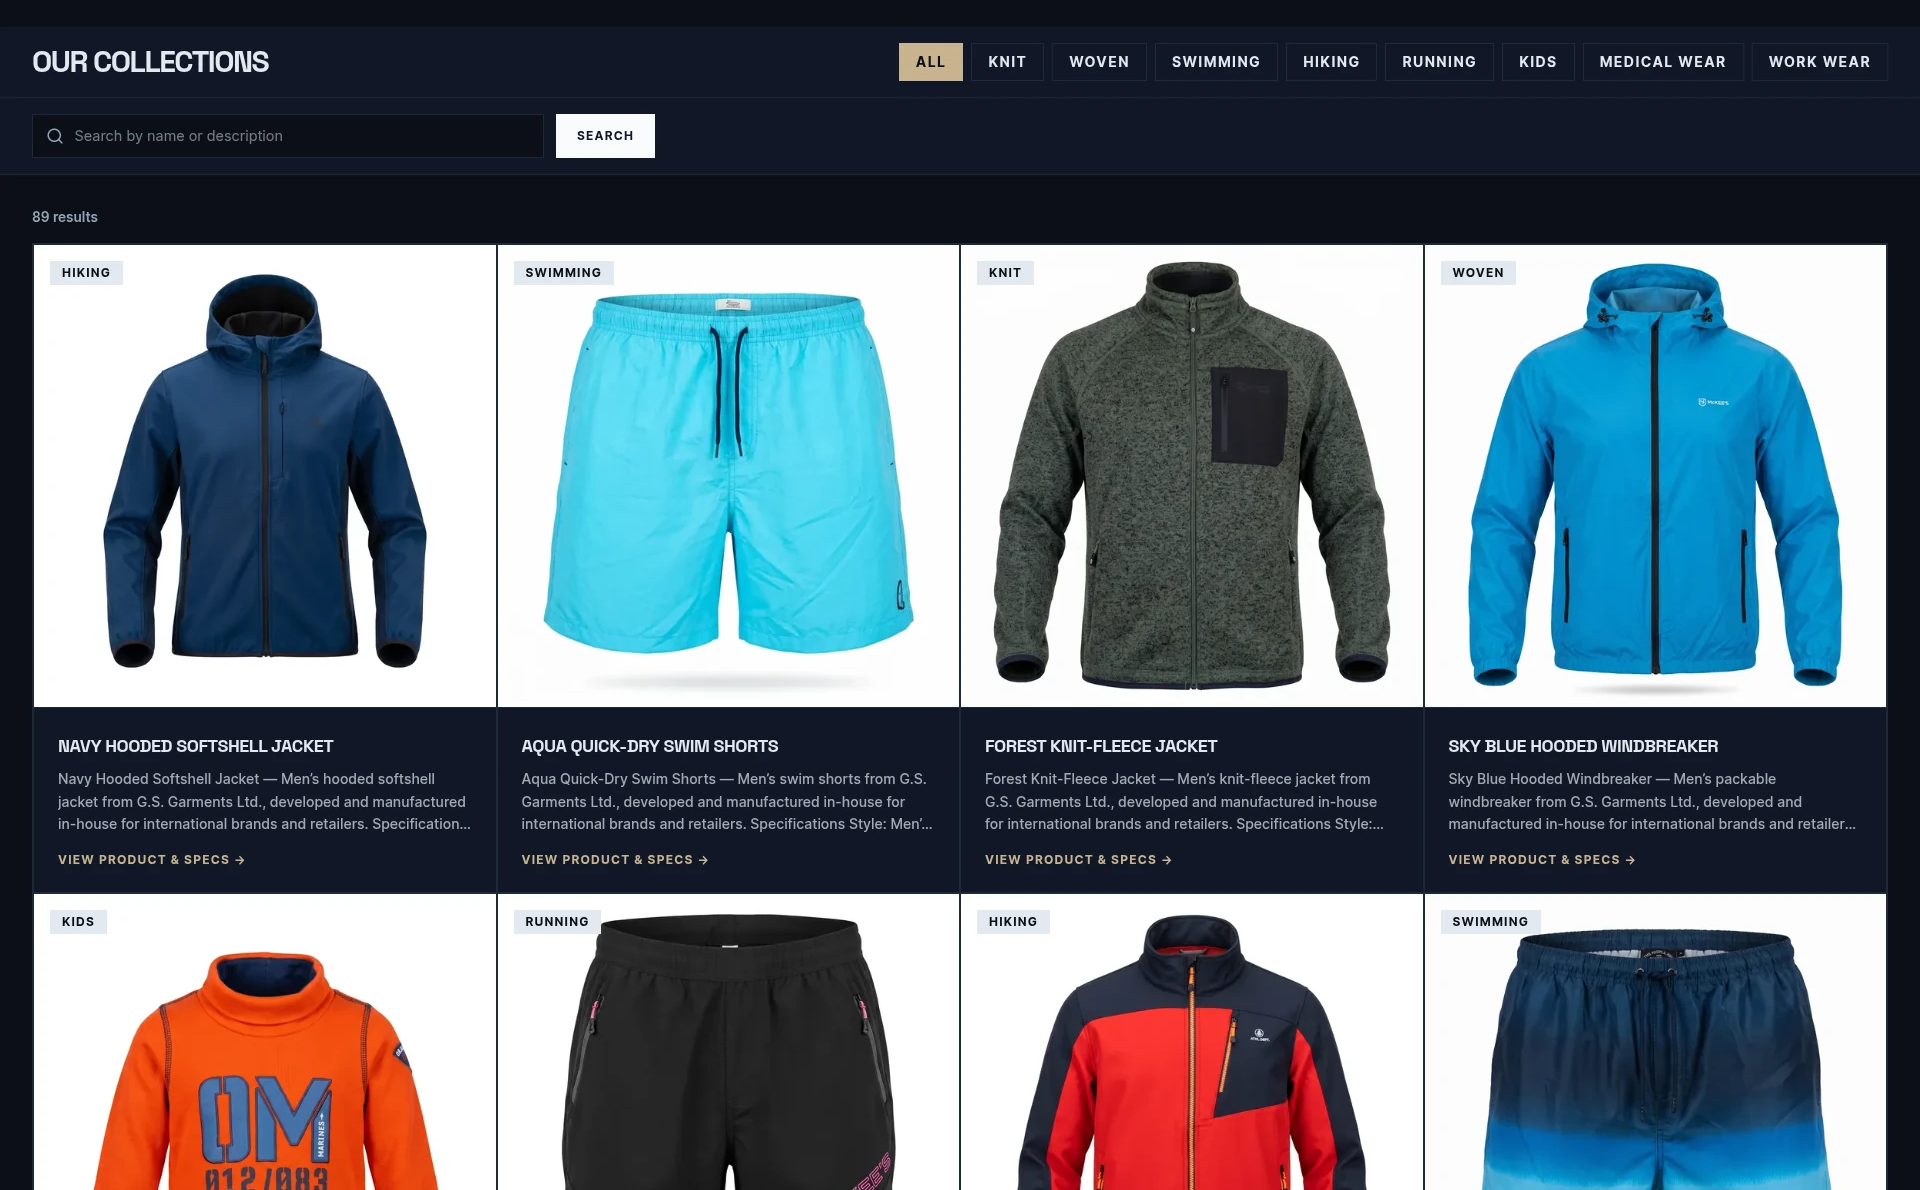 OUR COLLECTIONS
ALL
KNIT
WOVEN
SWIMMING
HIKING
RUNNING
KIDS
MEDICAL WEAR
WORK WEAR
Search by name or description
SEARCH
89 results
HIKING
SWIMMING
KNIT
WOVEN
McKEE'S
NAVY HOODED SOFTSHELL JACKET
Navy Hooded Softshell Jacket — Men's hooded softshell
jacket from G.S. Garments Ltd., developed and manufactured
in-house for international brands and retailers. Specification...
VIEW PRODUCT & SPECS →
AQUA QUICK-DRY SWIM SHORTS
Aqua Quick-Dry Swim Shorts — Men's swim shorts from G.S.
Garments Ltd., developed and manufactured in-house for
international brands and retailers. Specifications Style: Men'...
VIEW PRODUCT & SPECS →
FOREST KNIT-FLEECE JACKET
Forest Knit-Fleece Jacket — Men's knit-fleece jacket from
G.S. Garments Ltd., developed and manufactured in-house
for international brands and retailers. Specifications Style:...
VIEW PRODUCT & SPECS →
SKY BLUE HOODED WINDBREAKER
Sky Blue Hooded Windbreaker — Men's packable
windbreaker from G.S. Garments Ltd., developed and
manufactured in-house for international brands and retailer...
VIEW PRODUCT & SPECS →
KIDS
RUNNING
HIKING
SWIMMING
OM
MARINES
012/083